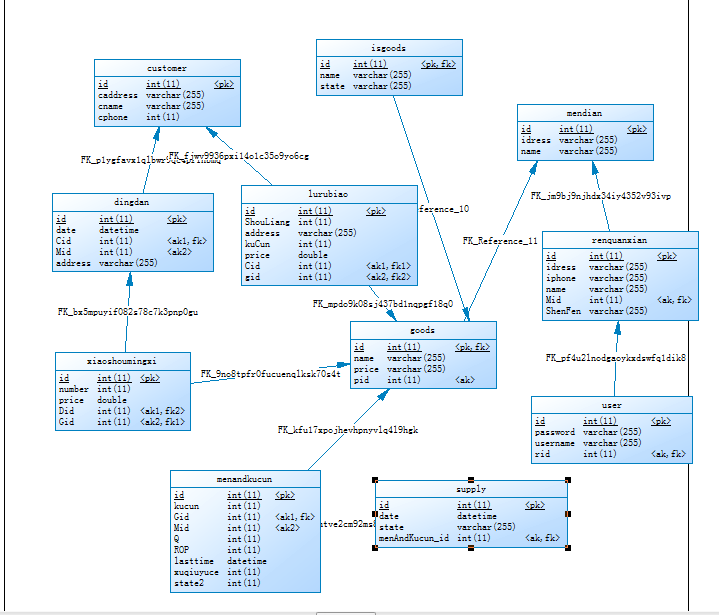 isgoods
id int(11) <pk,fk>
name varchar(255)
state varchar(255)
customer
id int(11) <pk>
caddress varchar(255)
cname varchar(255)
cphone int(11)
mendian
id int(11) <pk>
idress varchar(255)
name varchar(255)
FK_fjwv9936pxi14o1c35o9yo6cg
FK_jm9bj9njhdx34iy4352v93ivp
dingdan
id int(11) <pk>
date datetime
Cid int(11) <ak1,fk>
Mid int(11) <ak2>
address varchar(255)
lurubiao
id int(11) <pk>
ShouLiang int(11)
address varchar(255)
kuCun int(11)
price double
Cid int(11) <ak1,fk1>
gid int(11) <ak2,fk2>
ference_10
FK_Reference_11
renquanxian
id int(11) <pk>
idress varchar(255)
iphone varchar(255)
name varchar(255)
Mid int(11) <ak,fk>
ShenFen varchar(255)
FK_mpdo9k08sj437bd1nqpgf18q0
FK_bx5mpuyif082s78c7k3pnp0gu
goods
id int(11) <pk,fk>
name varchar(255)
price varchar(255)
pid int(11) <ak>
xiaoshoumingxi
id int(11) <pk>
number int(11)
price double
Did int(11) <ak1,fk2>
Gid int(11) <ak2,fk1>
FK_9no8tpfr0fucuenqlksk70s4t
FK_pf4u2lnodgaoykxdswfq1dik8
user
id int(11) <pk>
password varchar(255)
username varchar(255)
rid int(11) <ak,fk>
FK_kfu17xpojhevhpnyvlq4l9hgk
menandkucun
id int(11) <pk>
kucun int(11)
Gid int(11) <ak1,fk>
Mid int(11) <ak2>
Q int(11)
ROP int(11)
lasttime datetime
xuqiuyuce int(11)
state2 int(11)
supply
id int(11) <pk>
date datetime
state varchar(255)
menAndKucun_id int(11) <ak,fk>